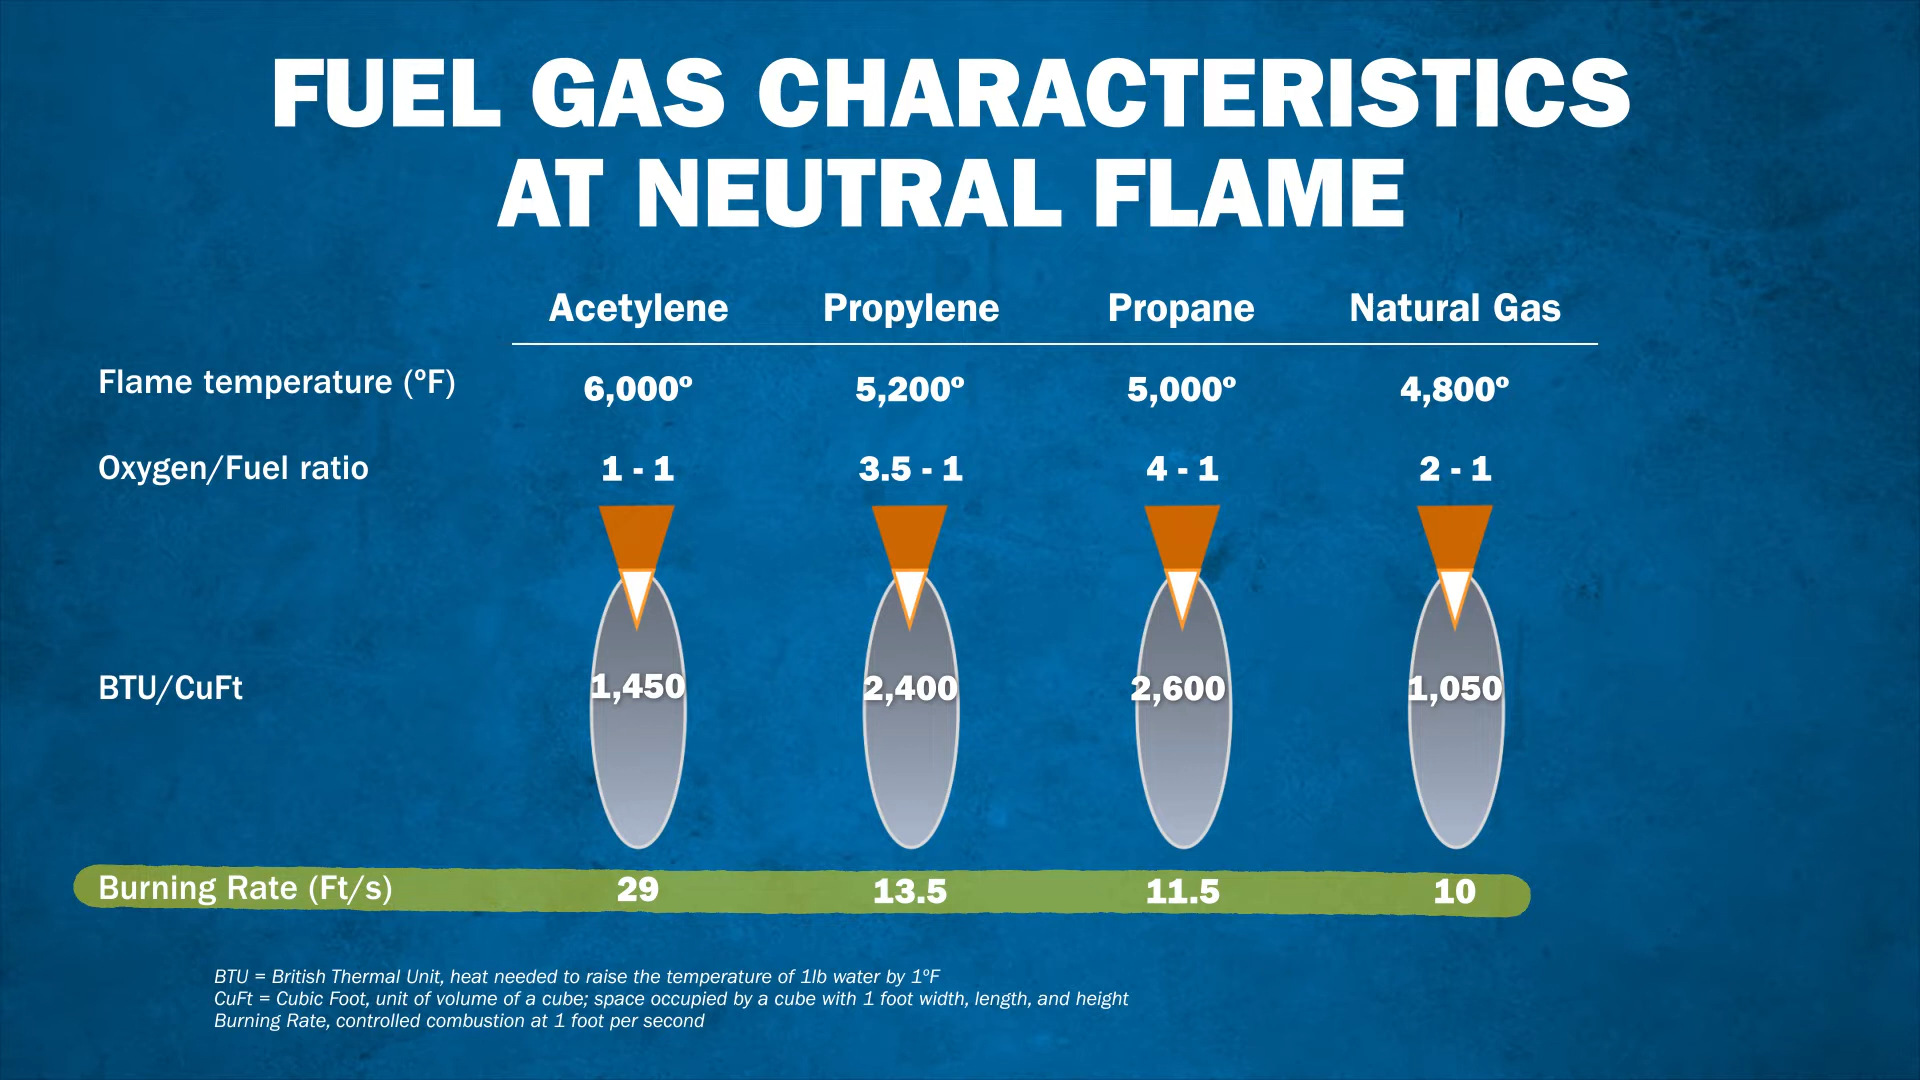 FUEL GAS CHARACTERISTICS
AT NEUTRAL FLAME
Acetylene Propylene Propane Natural Gas
Flame temperature (ºF) 6,000º 5,200º 5,000º 4,800º
Oxygen/Fuel ratio 1 - 1 3.5 - 1 4 - 1 2 - 1
BTU/CuFt 1,450 2,400 2,600 1,050
Burning Rate (Ft/s) 29 13.5 11.5 10
BTU = British Thermal Unit, heat needed to raise the temperature of 1lb water by 1ºF
CuFt = Cubic Foot, unit of volume of a cube; space occupied by a cube with 1 foot width, length, and height
Burning Rate, controlled combustion at 1 foot per second